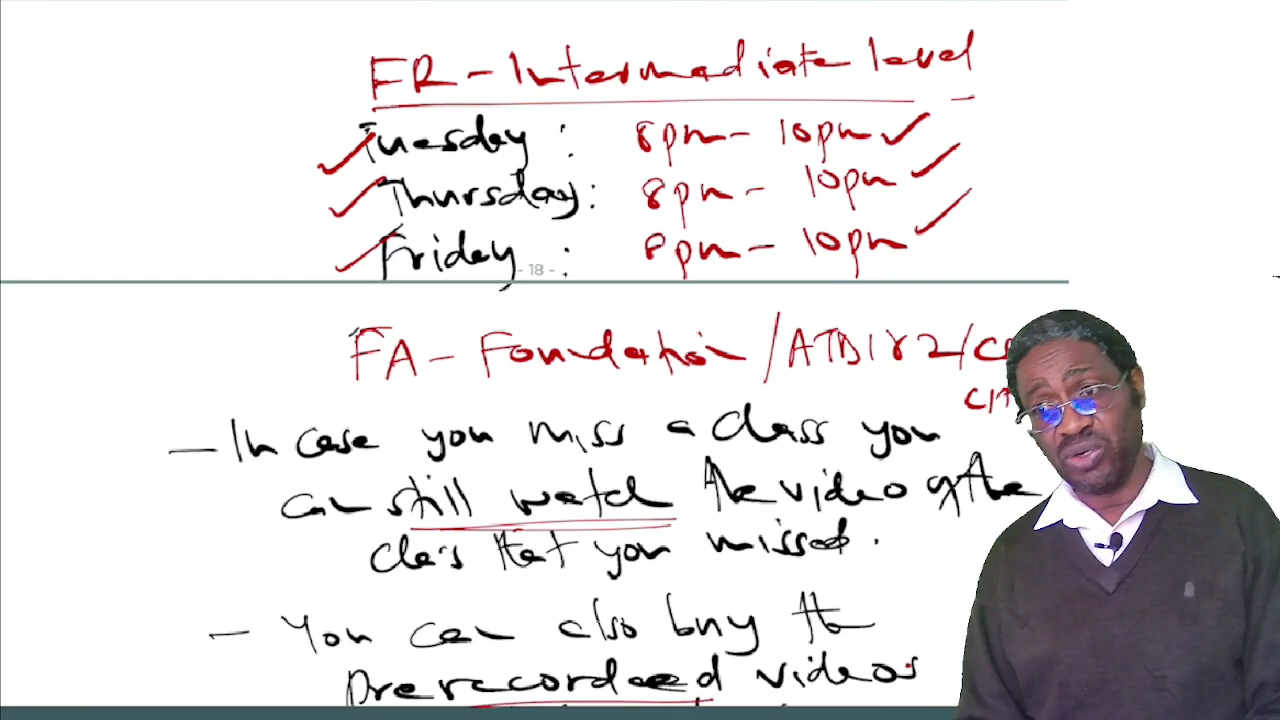 FR - Intermediate level
Tuesday : 8pm - 10pm
Thursday : 8pm - 10pm
Friday : 8pm - 10pm
- 18 -
FA - Foundation / ATB1&2/
- In case you miss a class you
can still watch the video of the
class that you missed.
- You can also buy the
prerecorded videos